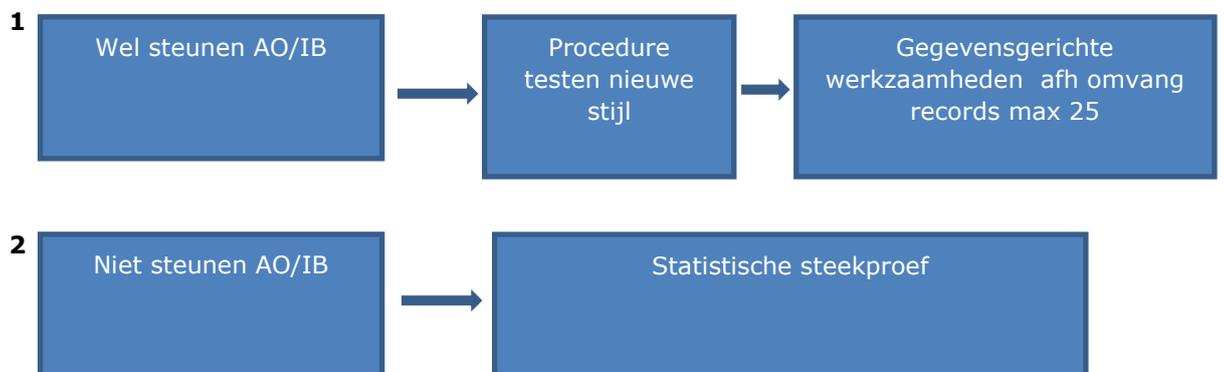 1
Wel steunen AO/IB
Procedure
testen nieuwe
stijl
Gegevensgerichte
werkzaamheden afh omvang
records max 25
2
Niet steunen AO/IB
Statistische steekproef